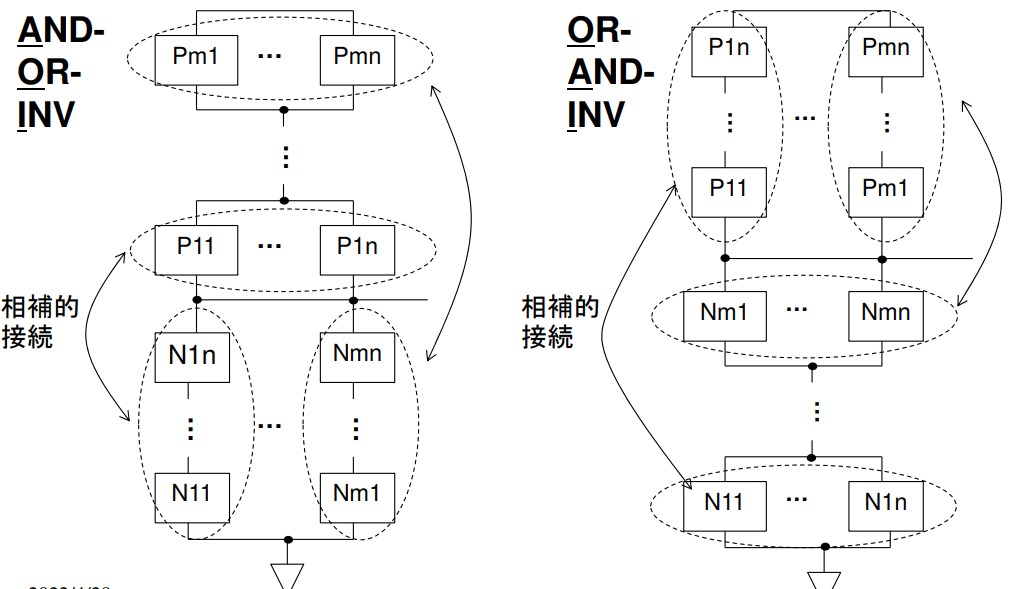 AND-
OR-
INV
Pm1 … Pmn
⋮
P11 … P1n
相補的
接続
N1n Nmn
⋮ … ⋮
N11 Nm1
OR-
AND-
INV
P1n Pmn
⋮ … ⋮
P11 Pm1
相補的
接続
Nm1 … Nmn
⋮
N11 … N1n